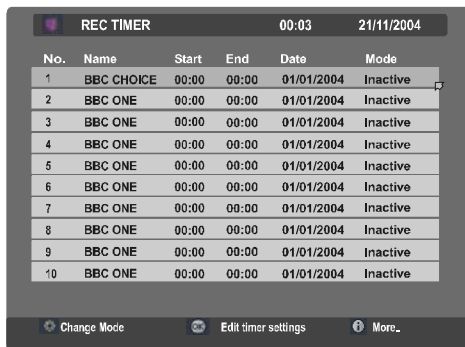 REC TIMER 00:03 21/11/2004
No. Name Start End Date Mode
1 BBC CHOICE 00:00 00:00 01/01/2004 Inactive
2 BBC ONE 00:00 00:00 01/01/2004 Inactive
3 BBC ONE 00:00 00:00 01/01/2004 Inactive
4 BBC ONE 00:00 00:00 01/01/2004 Inactive
5 BBC ONE 00:00 00:00 01/01/2004 Inactive
6 BBC ONE 00:00 00:00 01/01/2004 Inactive
7 BBC ONE 00:00 00:00 01/01/2004 Inactive
8 BBC ONE 00:00 00:00 01/01/2004 Inactive
9 BBC ONE 00:00 00:00 01/01/2004 Inactive
10 BBC ONE 00:00 00:00 01/01/2004 Inactive
Change Mode OK Edit timer settings i More...